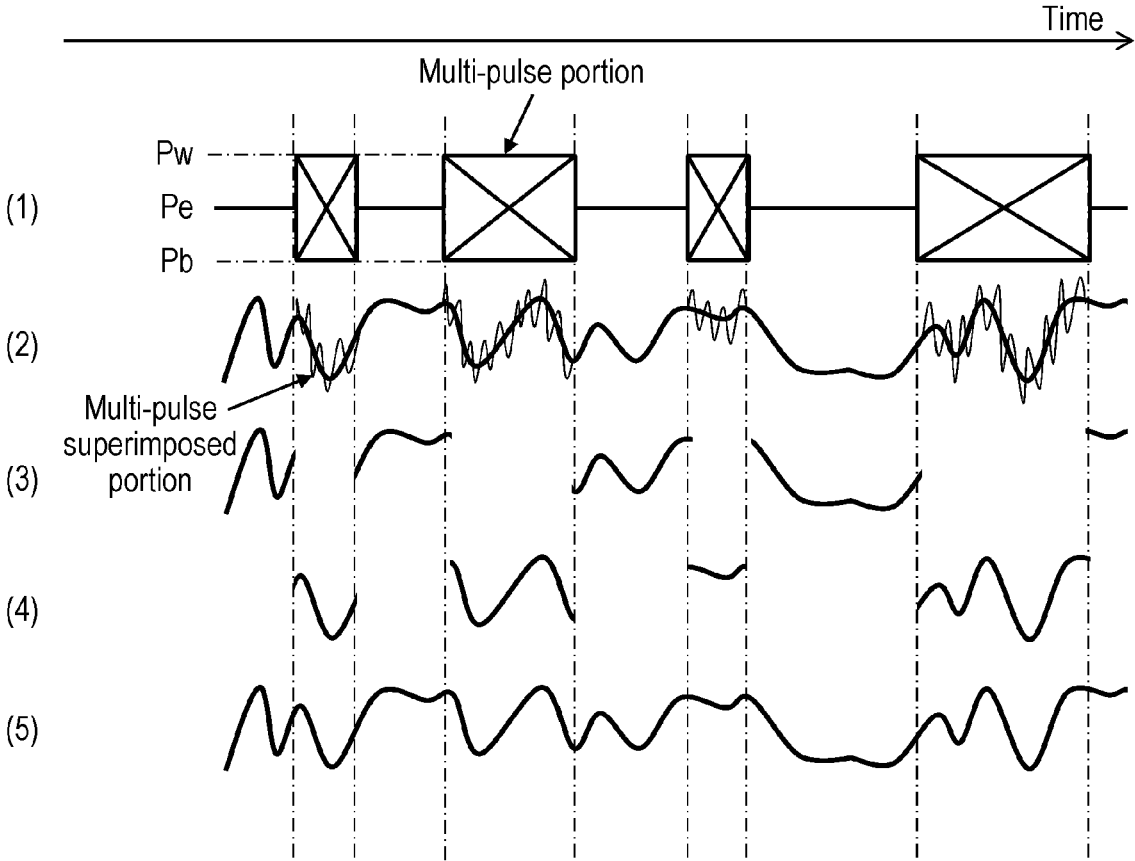 Time
Multi-pulse portion
Pw
(1)
Pe
Pb
(2)
Multi-pulse
superimposed
portion
(3)
(4)
(5)